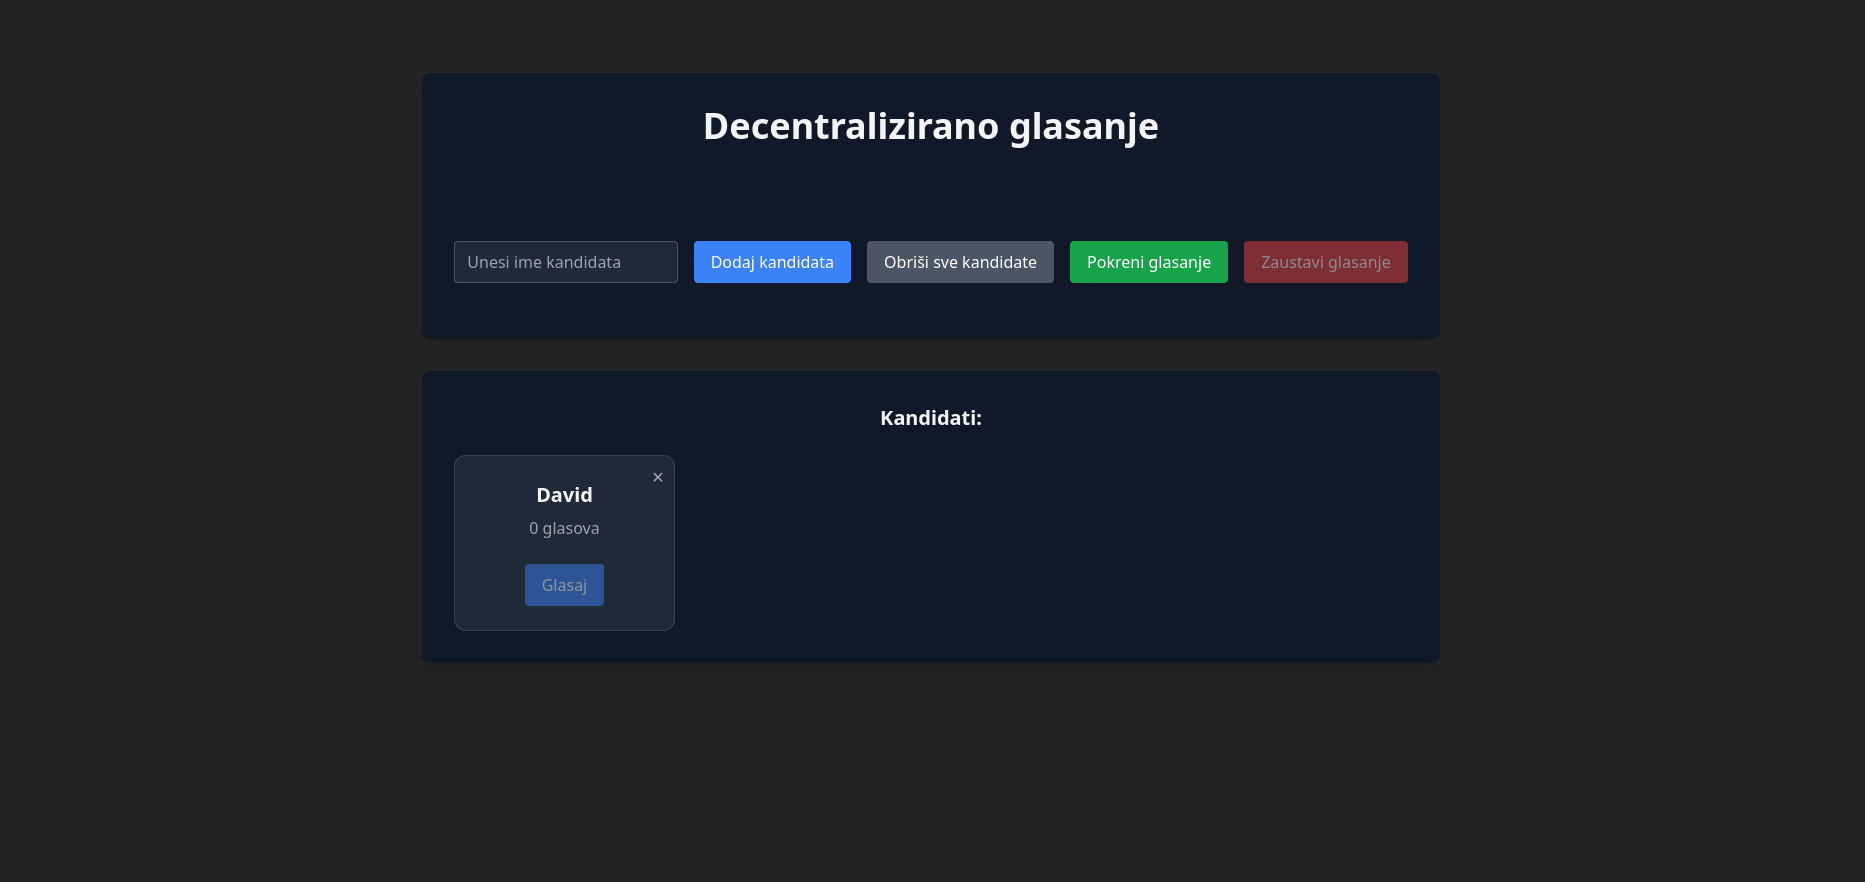 Decentralizirano glasanje
Unesi ime kandidata
Dodaj kandidata
Obriši sve kandidate
Pokreni glasanje
Zaustavi glasanje
Kandidati:
×
David
0 glasova
Glasaj